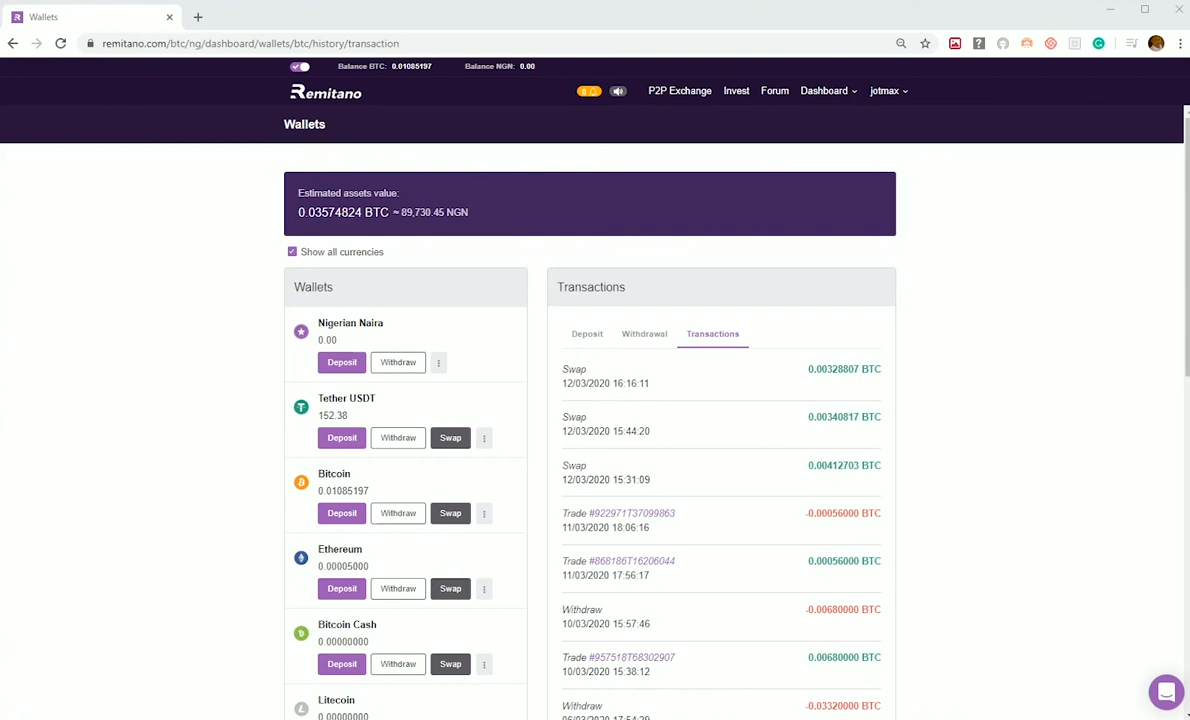 Wallets
remitano.com/btc/ng/dashboard/wallets/btc/history/transaction
Balance BTC: 0.01085197 Balance NGN: 0.00
Remitano
P2P Exchange Invest Forum Dashboard jotmax
Wallets
Estimated assets value:
0.03574824 BTC ≈ 89,730.45 NGN
Show all currencies
Wallets
Nigerian Naira
0.00
Deposit Withdraw
Tether USDT
152.38
Deposit Withdraw Swap
Bitcoin
0.01085197
Deposit Withdraw Swap
Ethereum
0.00005000
Deposit Withdraw Swap
Bitcoin Cash
0.00000000
Deposit Withdraw Swap
Litecoin
0.00000000
Transactions
Deposit Withdrawal Transactions
Swap 0.00328807 BTC
12/03/2020 16:16:11
Swap 0.00340817 BTC
12/03/2020 15:44:20
Swap 0.00412703 BTC
12/03/2020 15:31:09
Trade #922971T37099863 -0.00056000 BTC
11/03/2020 18:06:16
Trade #868186T16206044 0.00056000 BTC
11/03/2020 17:56:17
Withdraw -0.00680000 BTC
10/03/2020 15:57:46
Trade #957518T68302907 0.00680000 BTC
10/03/2020 15:38:12
Withdraw -0.03320000 BTC
06/03/2020 17:54:29